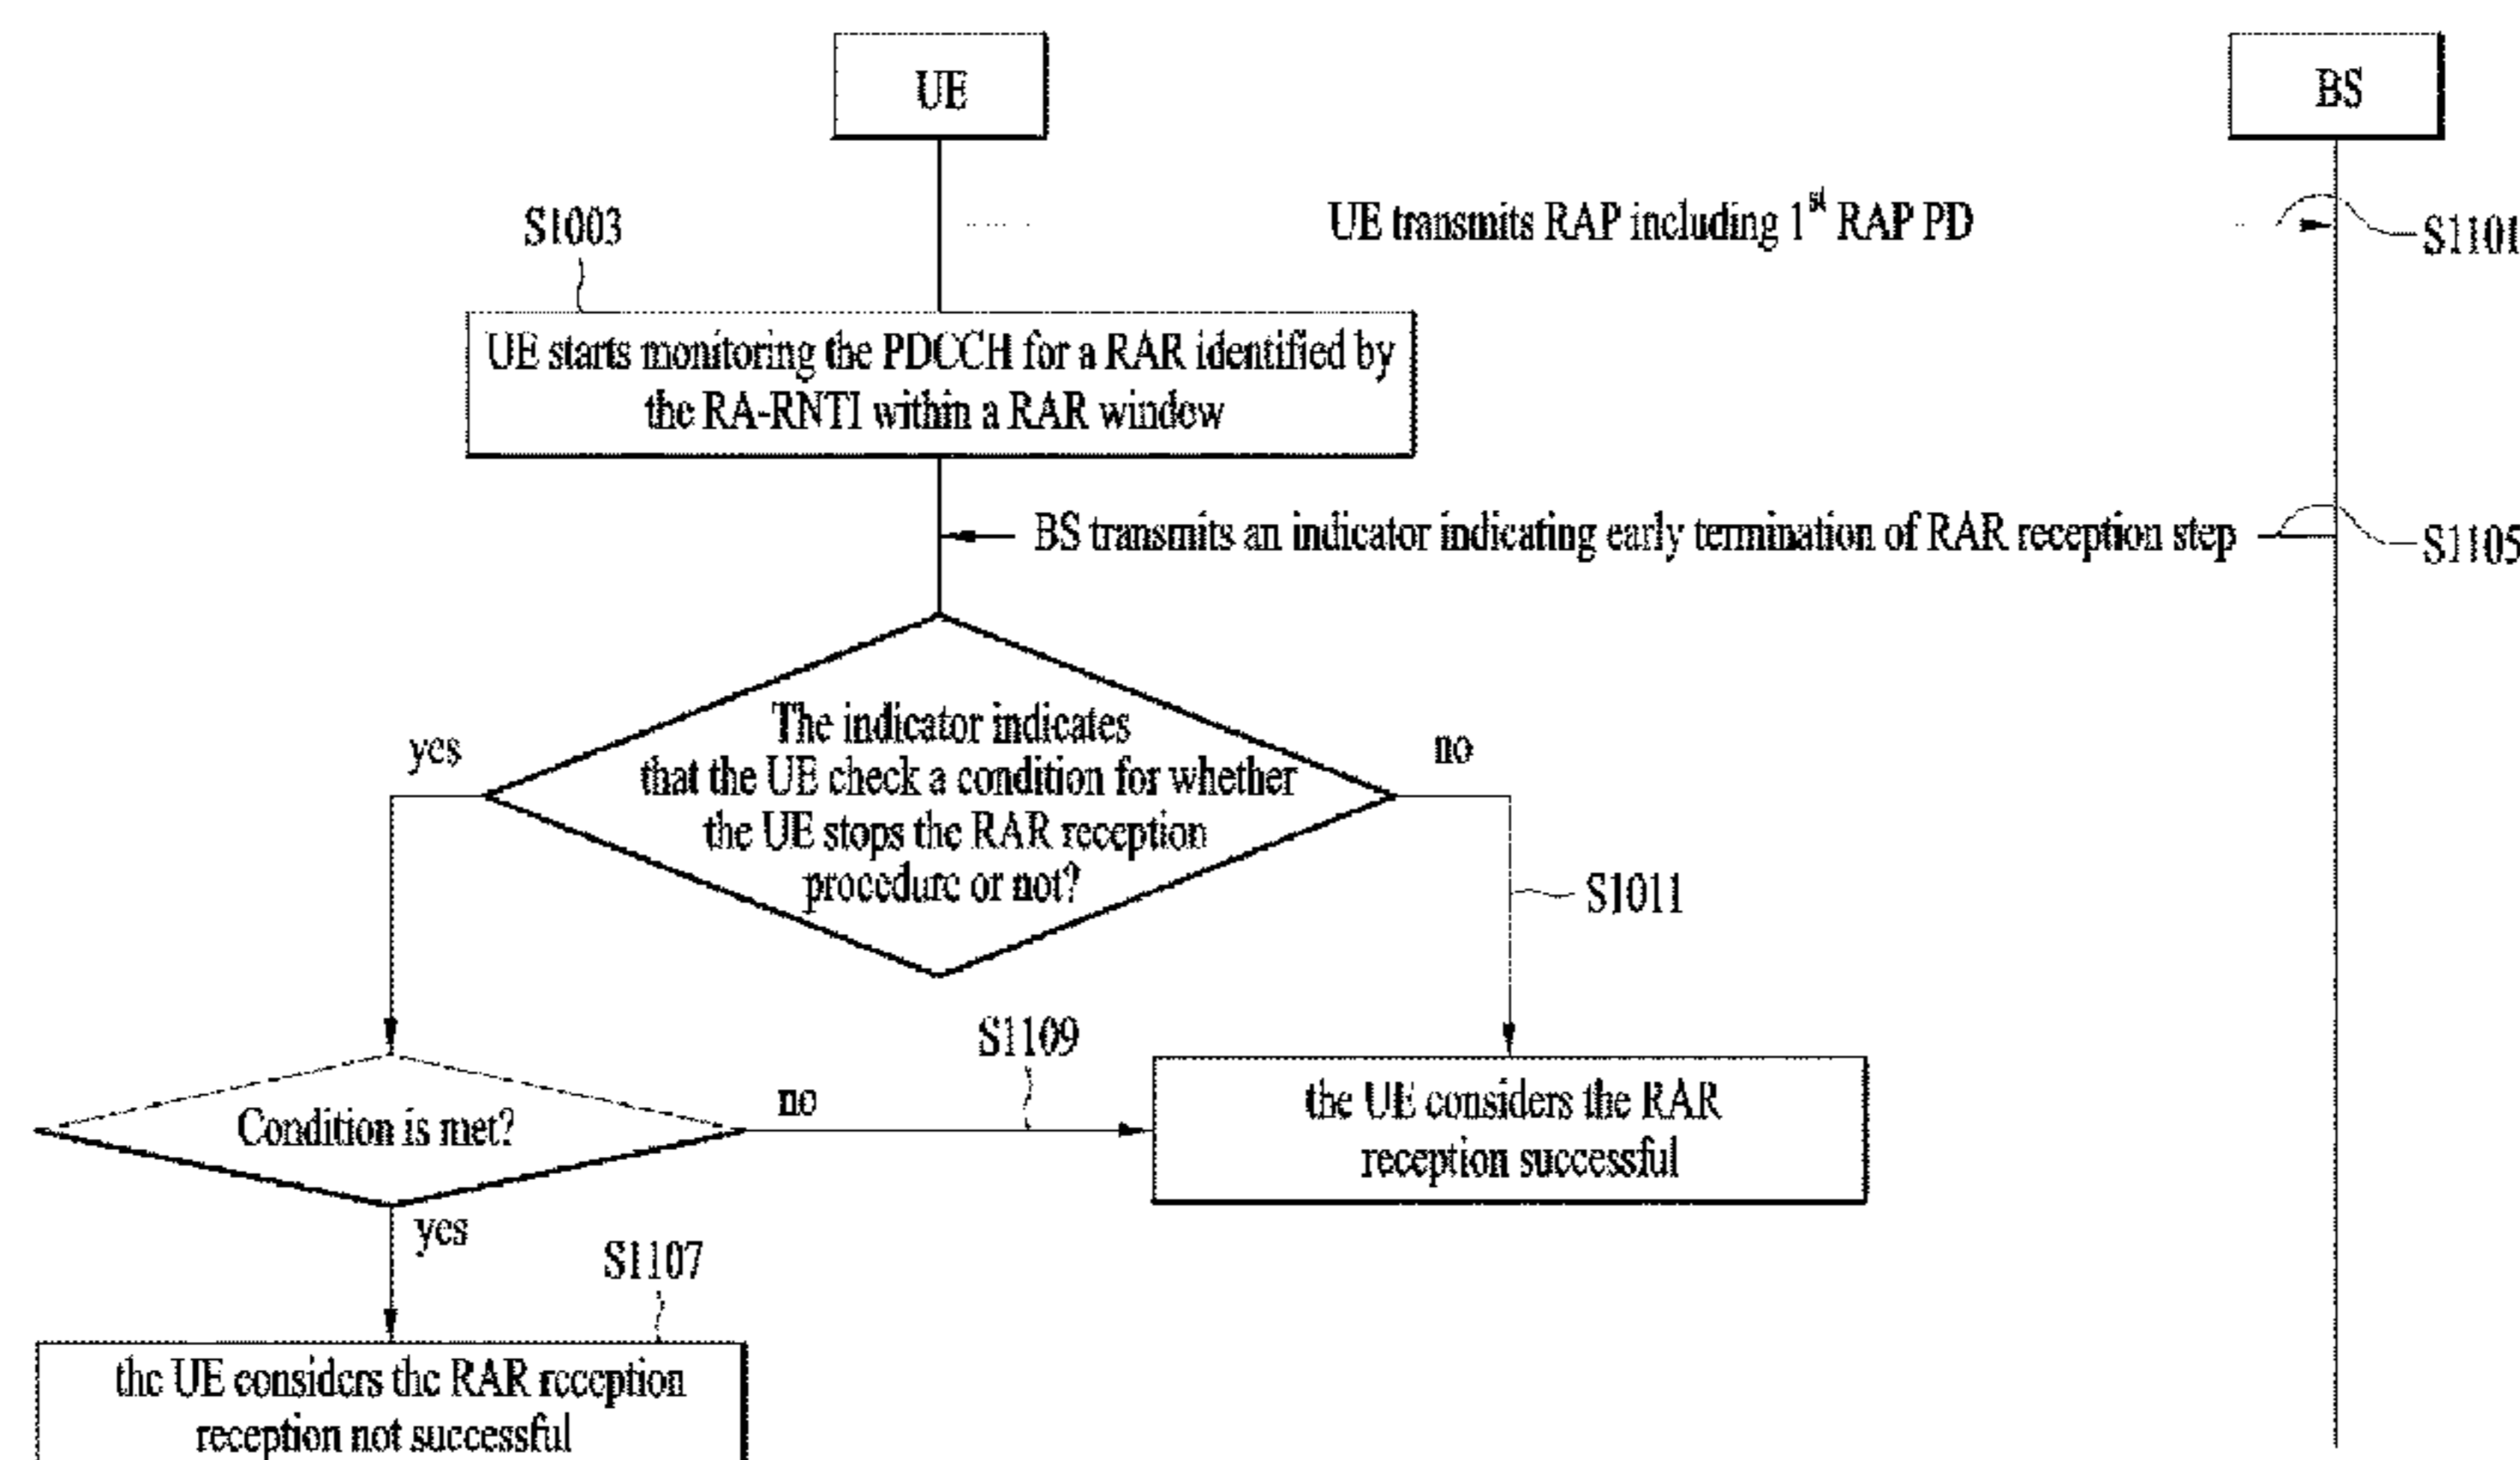 UE
BS
UE transmits RAP including 1st RAP PD
S1101
S1003
UE starts monitoring the PDCCH for a RAR identified by
the RA-RNTI within a RAR window
BS transmits an indicator indicating early termination of RAR reception step
S1105
The indicator indicates
that the UE check a condition for whether
the UE stops the RAR reception
procedure or not?
yes
no
S1011
Condition is met?
no
S1109
the UE considers the RAR
reception successful
yes
S1107
the UE considers the RAR reception
reception not successful